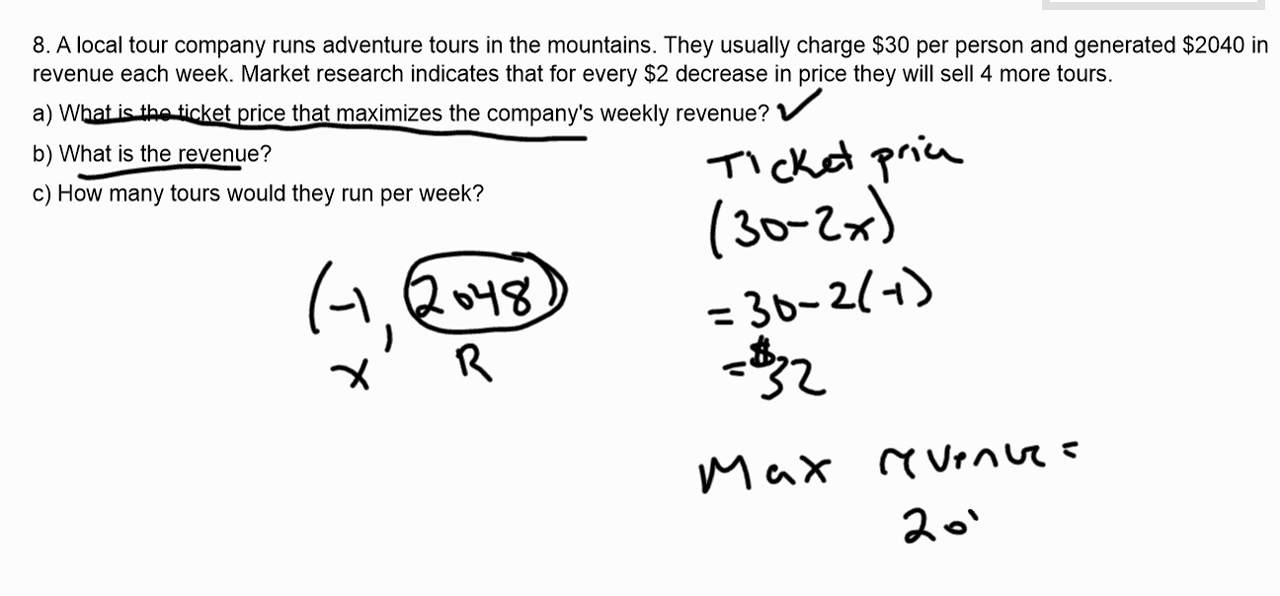 8. A local tour company runs adventure tours in the mountains. They usually charge $30 per person and generated $2040 in
revenue each week. Market research indicates that for every $2 decrease in price they will sell 4 more tours.
a) What is the ticket price that maximizes the company's weekly revenue? ✓
b) What is the revenue?
c) How many tours would they run per week?
Ticket price
(30-2x)
(-1, 2048)
x R
= 30-2(-1)
= $32
Max revenue =
20